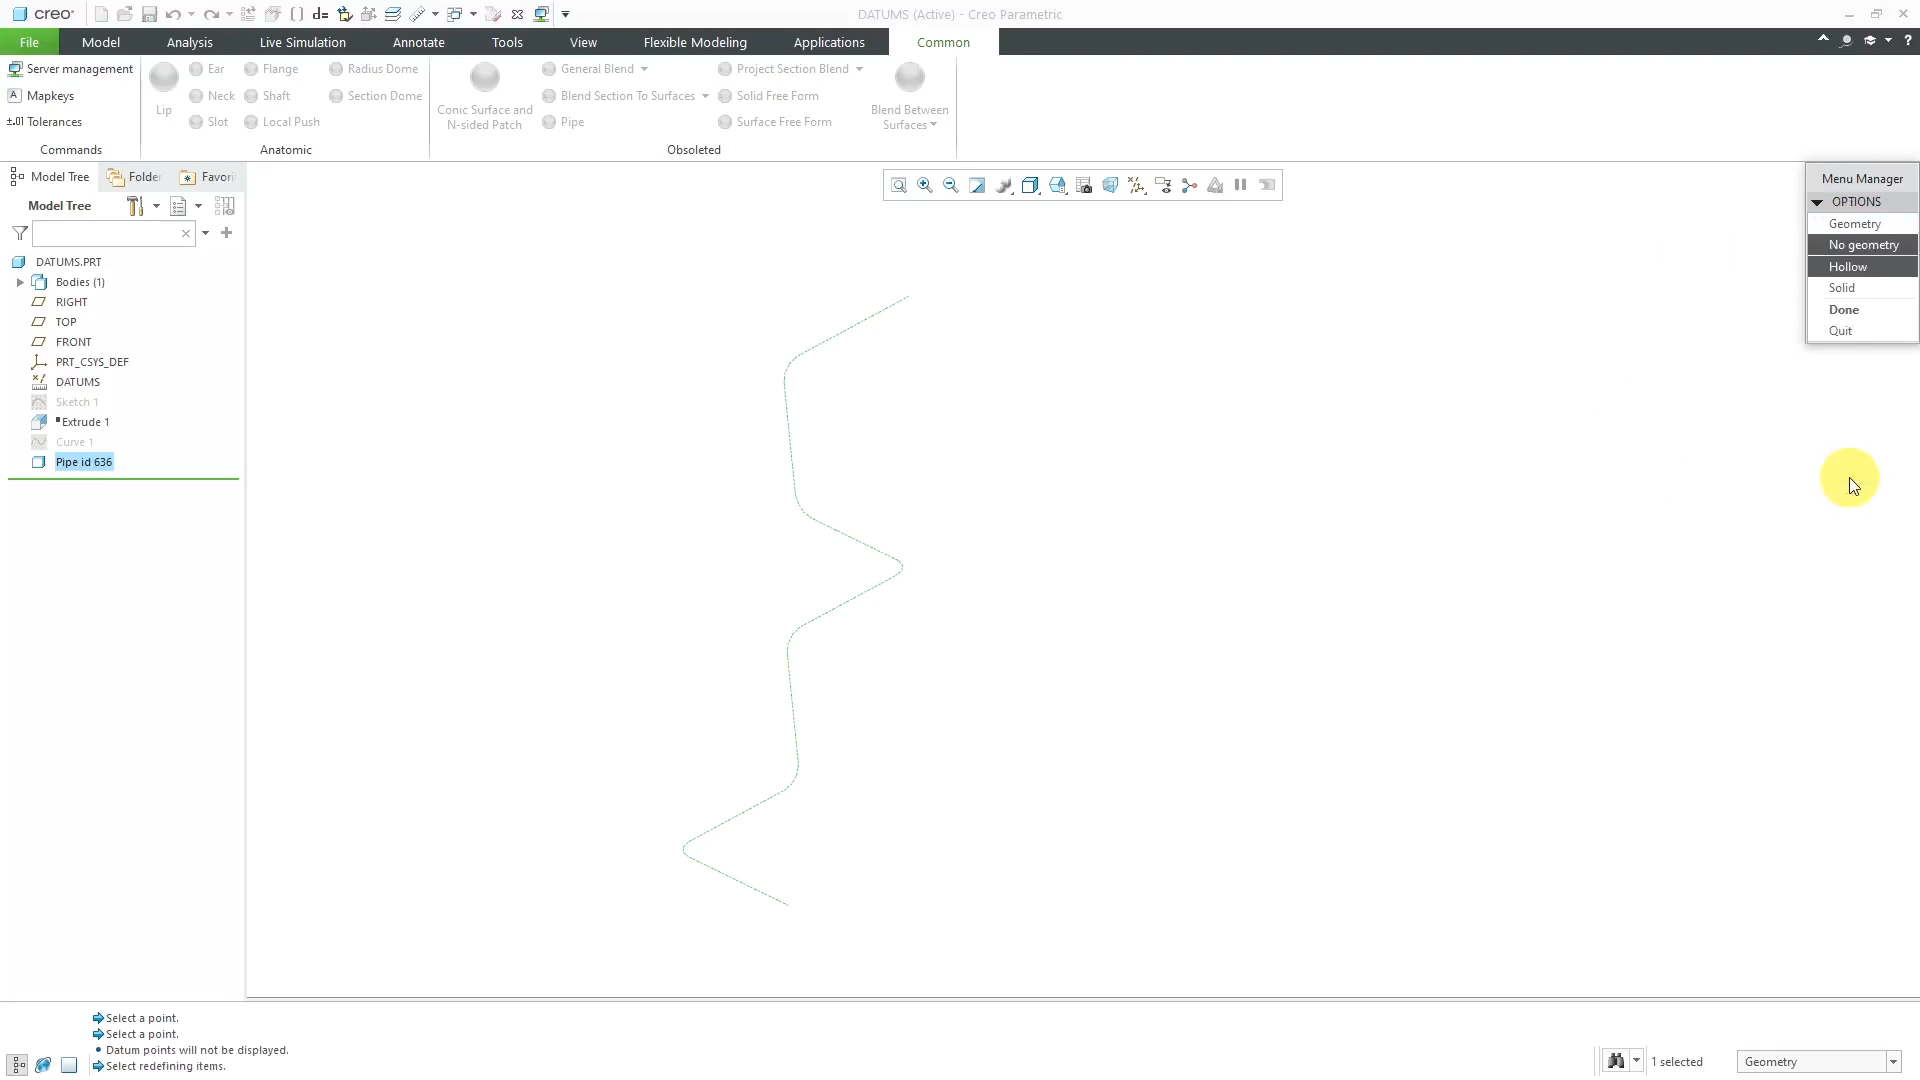 creo·
DATUMS (Active) - Creo Parametric
File Model Analysis Live Simulation Annotate Tools View Flexible Modeling Applications Common
Server management
Mapkeys
Tolerances
Commands
Lip
Ear Flange Radius Dome
Neck Shaft Section Dome
Slot Local Push
Anatomic
Conic Surface and
N-sided Patch
General Blend Project Section Blend
Blend Section To Surfaces Solid Free Form
Pipe Surface Free Form
Blend Between
Surfaces
Obsoleted
Model Tree Folder Favori
Model Tree
DATUMS.PRT
Bodies (1)
RIGHT
TOP
FRONT
PRT_CSYS_DEF
DATUMS
Sketch 1
Extrude 1
Curve 1
Pipe id 636
Menu Manager
OPTIONS
Geometry
No geometry
Hollow
Solid
Done
Quit
Select a point.
Select a point.
• Datum points will not be displayed.
Select redefining items.
1 selected
Geometry